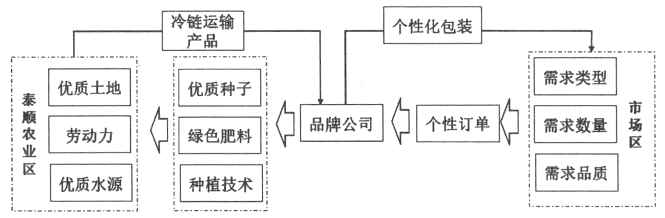 冷链运输
产品
个性化包装
泰顺农业区
优质土地
劳动力
优质水源
优质种子
绿色肥料
种植技术
品牌公司
个性订单
需求类型
需求数量
需求品质
市场区